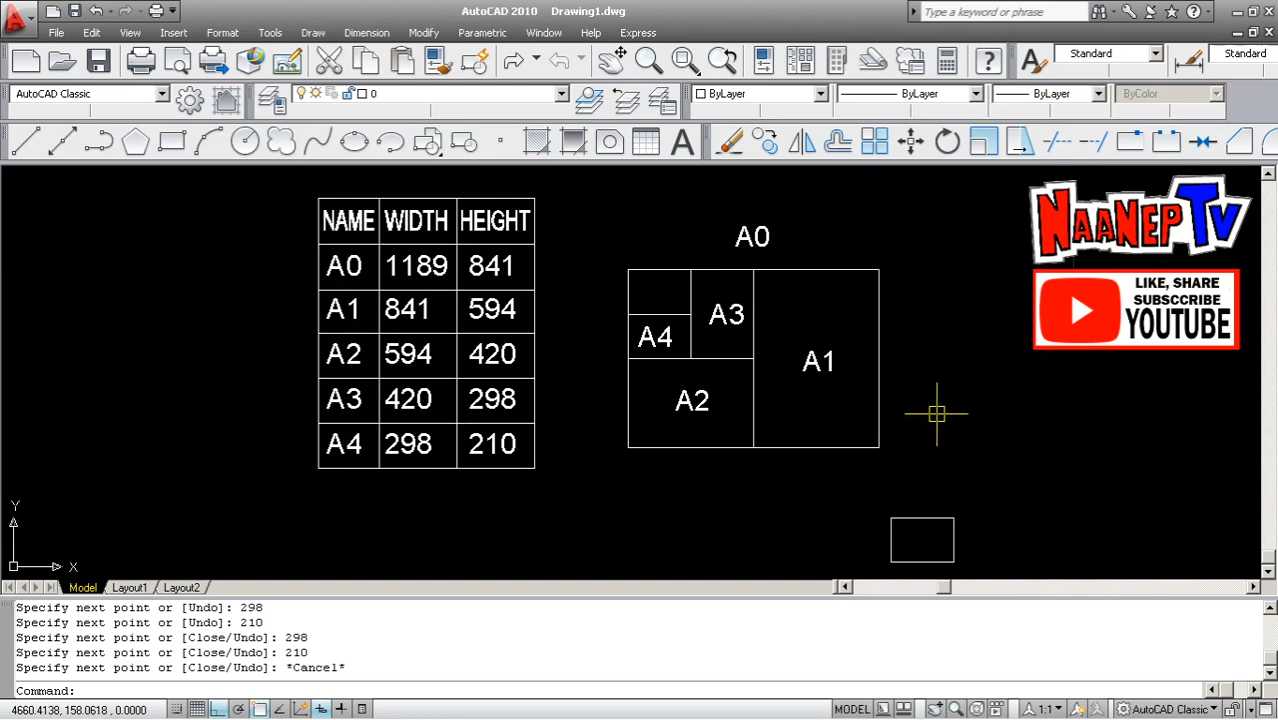 AutoCAD 2010 Drawing1.dwg
Type a keyword or phrase
File Edit View Insert Format Tools Draw Dimension Modify Parametric Window Help Express
Standard Standard
AutoCAD Classic 0 ByLayer ByLayer ByLayer ByColor
NAME WIDTH HEIGHT
A0 1189 841
A1 841 594
A2 594 420
A3 420 298
A4 298 210
A0
A3
A4
A1
A2
NAANEP TV
LIKE, SHARE
SUBSCCRIBE
YOUTUBE
Y
X
Model Layout1 Layout2
Specify next point or [Undo]: 298
Specify next point or [Undo]: 210
Specify next point or [Close/Undo]: 298
Specify next point or [Close/Undo]: 210
Specify next point or [Close/Undo]: *Cancel*
Command:
4660.4138, 158.0618, 0.0000 MODEL 1:1 AutoCAD Classic